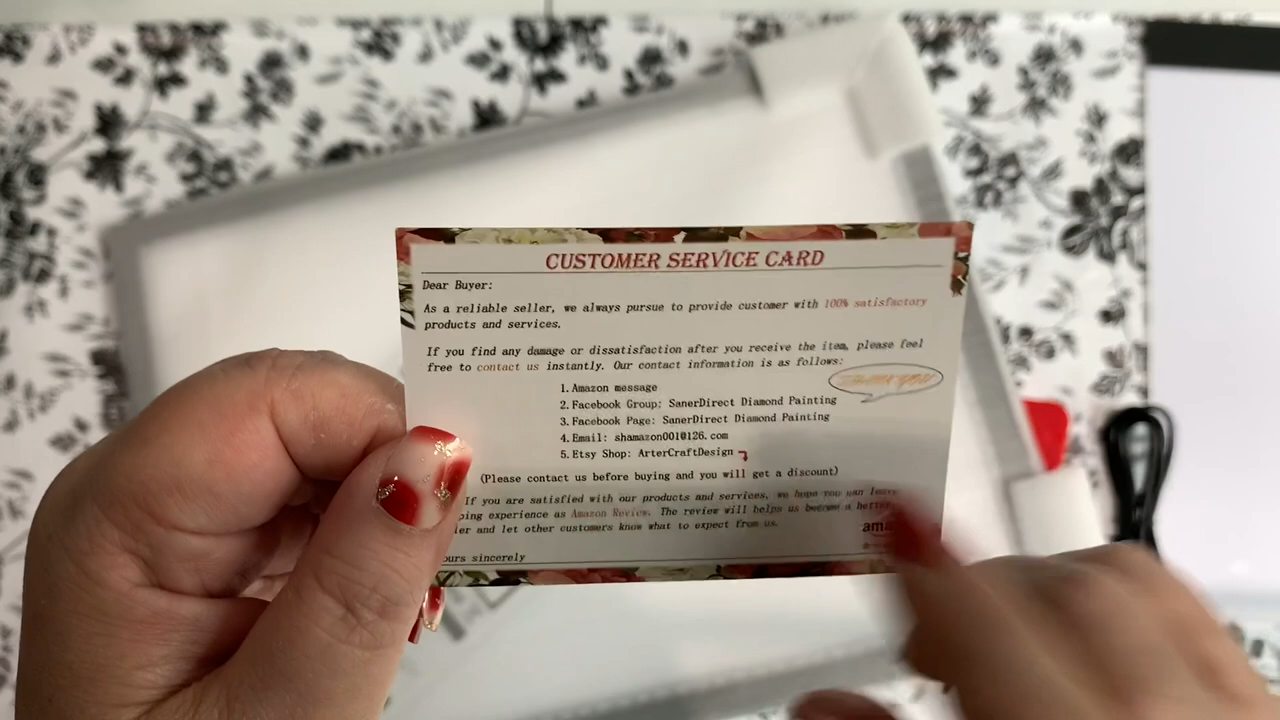 CUSTOMER SERVICE CARD
Dear Buyer:
As a reliable seller, we always pursue to provide customer with 100% satisfactory
products and services.
If you find any damage or dissatisfaction after you receive the item, please feel
free to contact us instantly. Our contact information is as follows:
THANK YOU
1. Amazon message
2. Facebook Group: SanerDirect Diamond Painting
3. Facebook Page: SanerDirect Diamond Painting
4. Email: shamazon001@126.com
5. Etsy Shop: ArterCraftDesign
(Please contact us before buying and you will get a discount)
If you are satisfied with our products and services, we hope you can leave
ping experience as Amazon Review. The review will helps us become a better
ler and let other customers know what to expect from us.
ama
ours sincerely